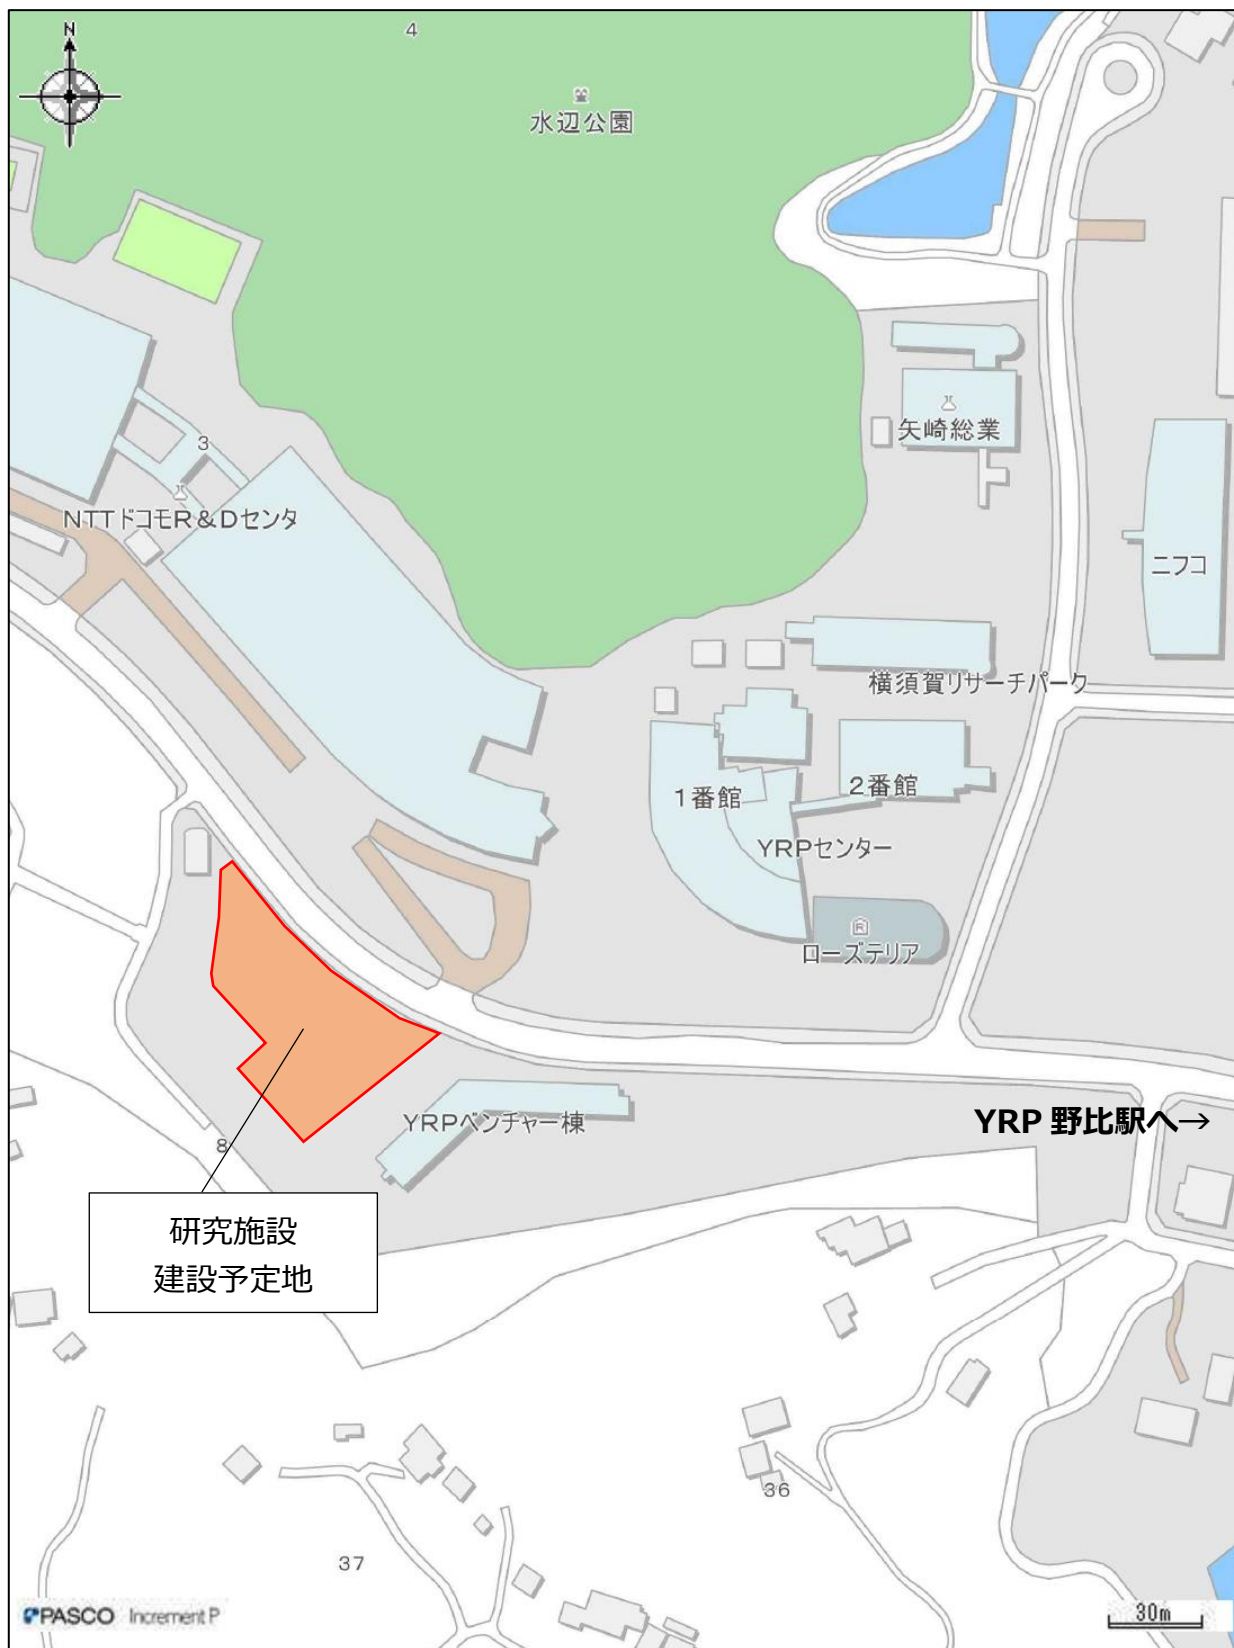 N
4
水辺公園
矢崎総業
3
NTTドコモR&Dセンタ
ニフコ
横須賀リサーチパーク
1番館
2番館
YRPセンター
R
ローズテリア
YRPベンチャー棟
YRP 野比駅へ→
8
研究施設
建設予定地
36
37
PASCO Increment P
30m